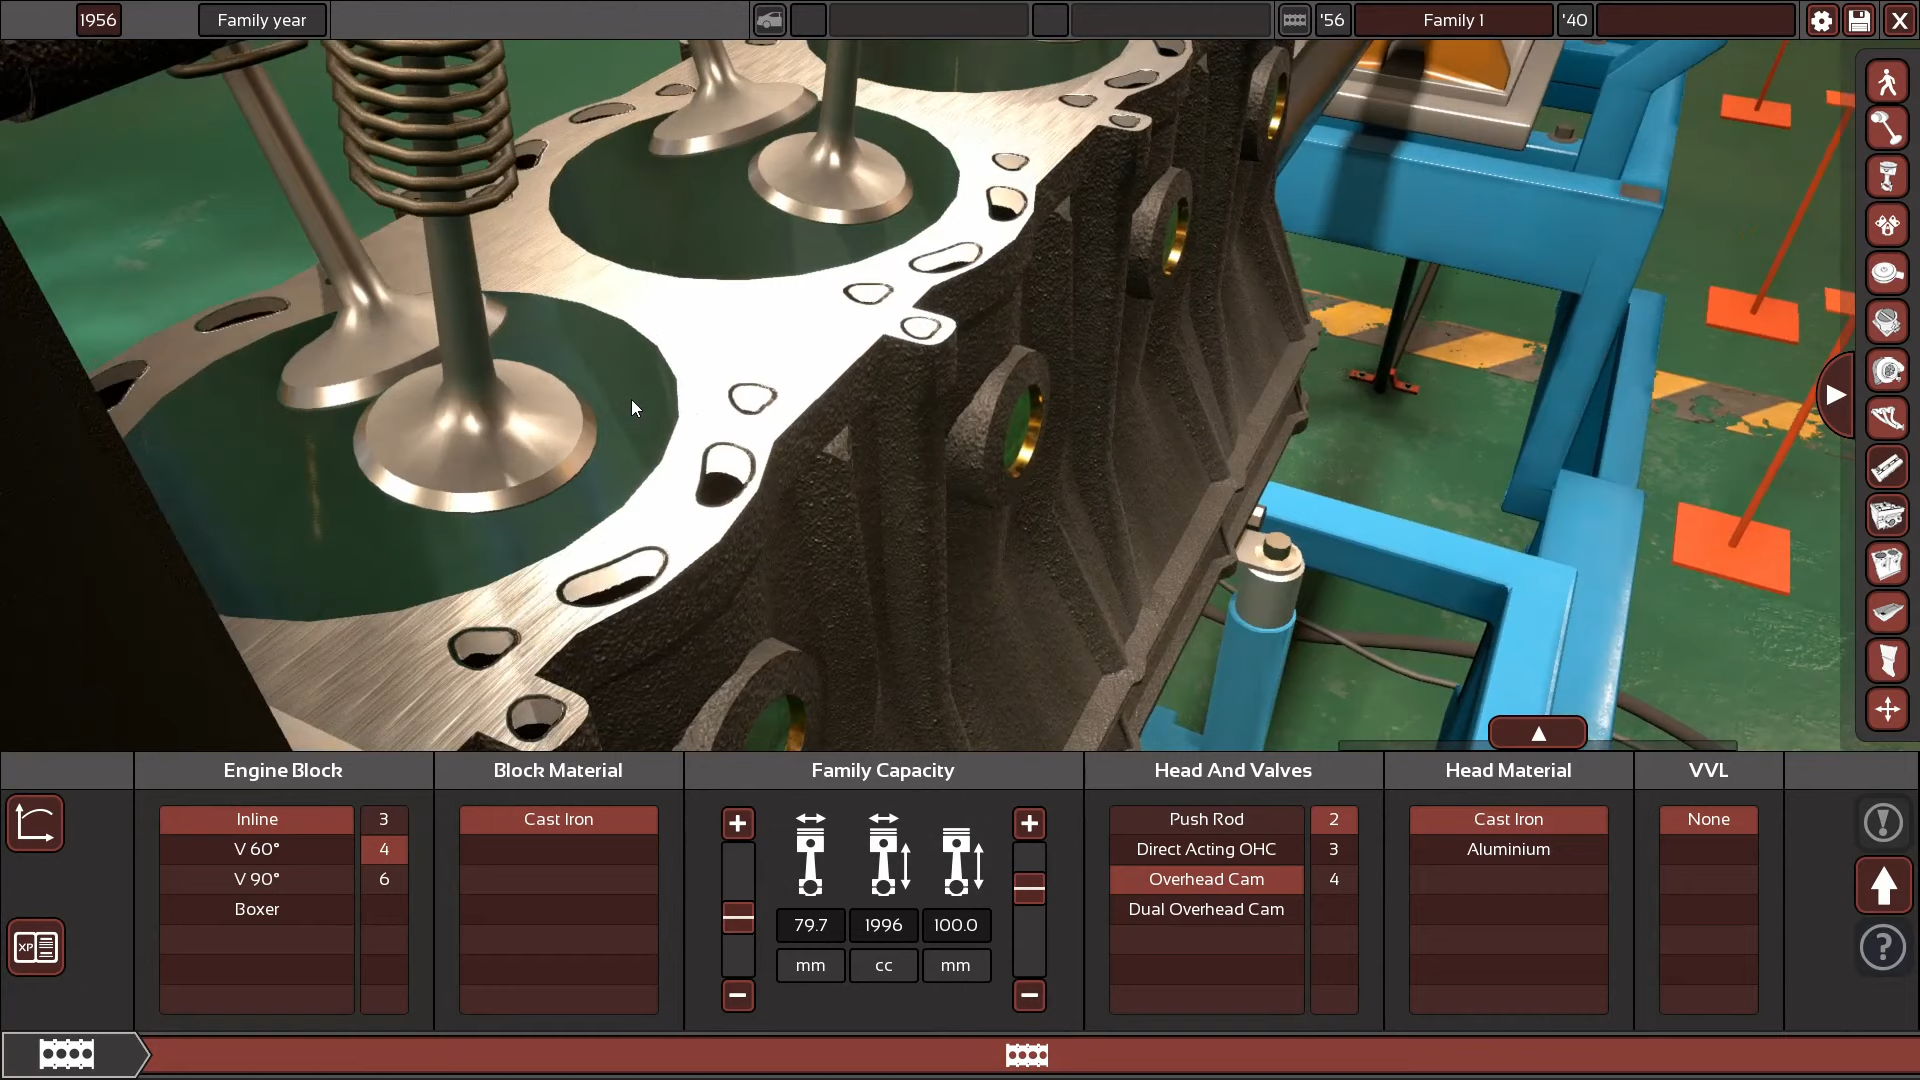 1956
Family year
'56
Family 1
'40
X
Engine Block
Block Material
Family Capacity
Head And Valves
Head Material
VVL
Inline
3
V 60°
4
V 90°
6
Boxer
Cast Iron
79.7
1996
100.0
mm
cc
mm
Push Rod
2
Direct Acting OHC
3
Overhead Cam
4
Dual Overhead Cam
Cast Iron
Aluminium
None
XP
?